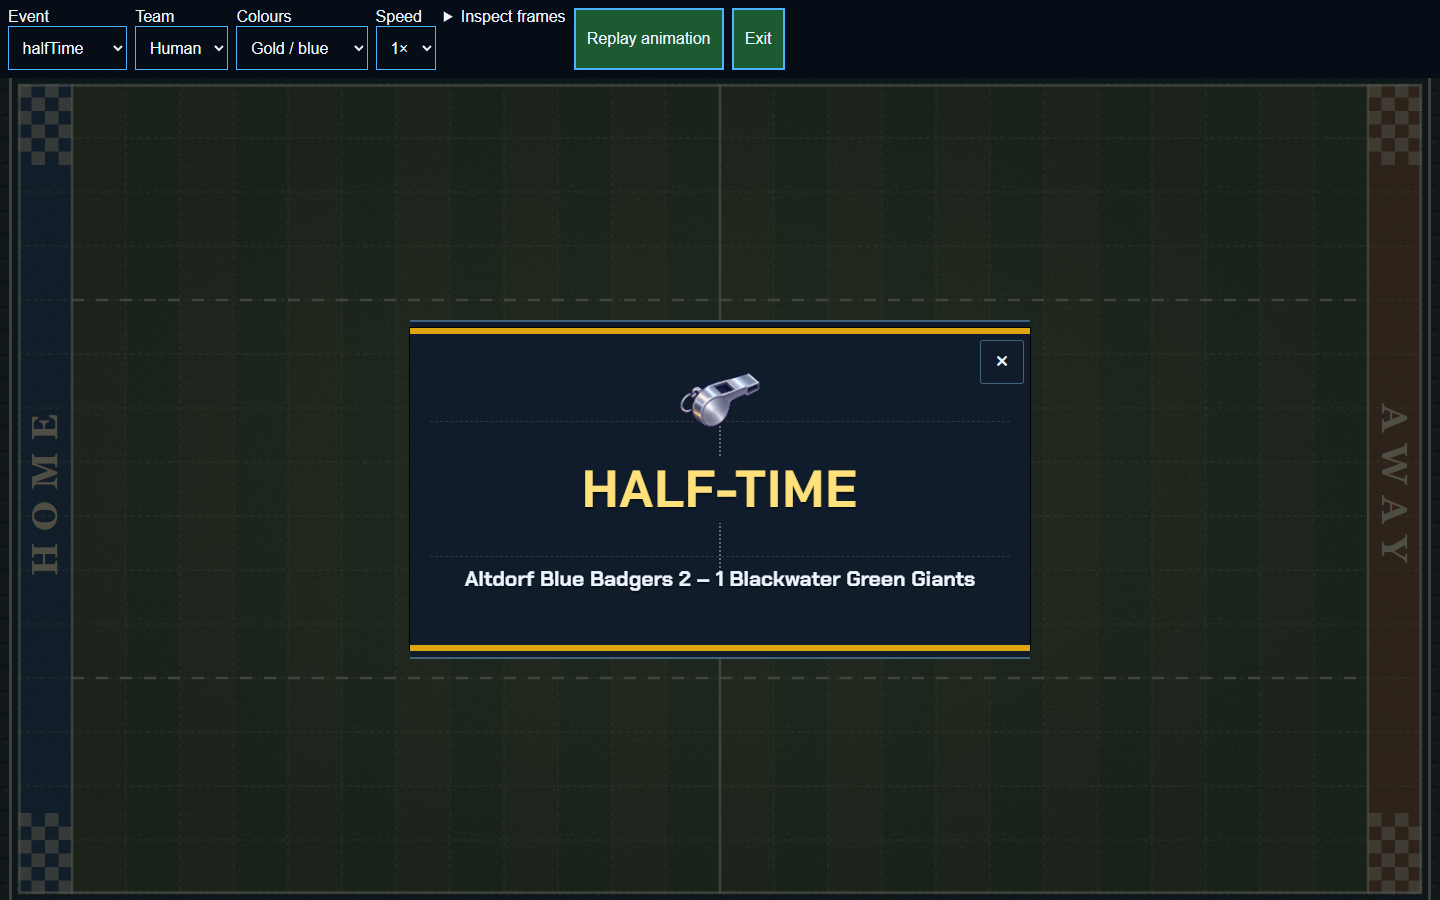 Event Team Colours Speed
halfTime Human Gold / blue 1× ▶ Inspect frames Replay animation Exit
×
HALF-TIME
Altdorf Blue Badgers 2 – 1 Blackwater Green Giants
HOME
AWAY